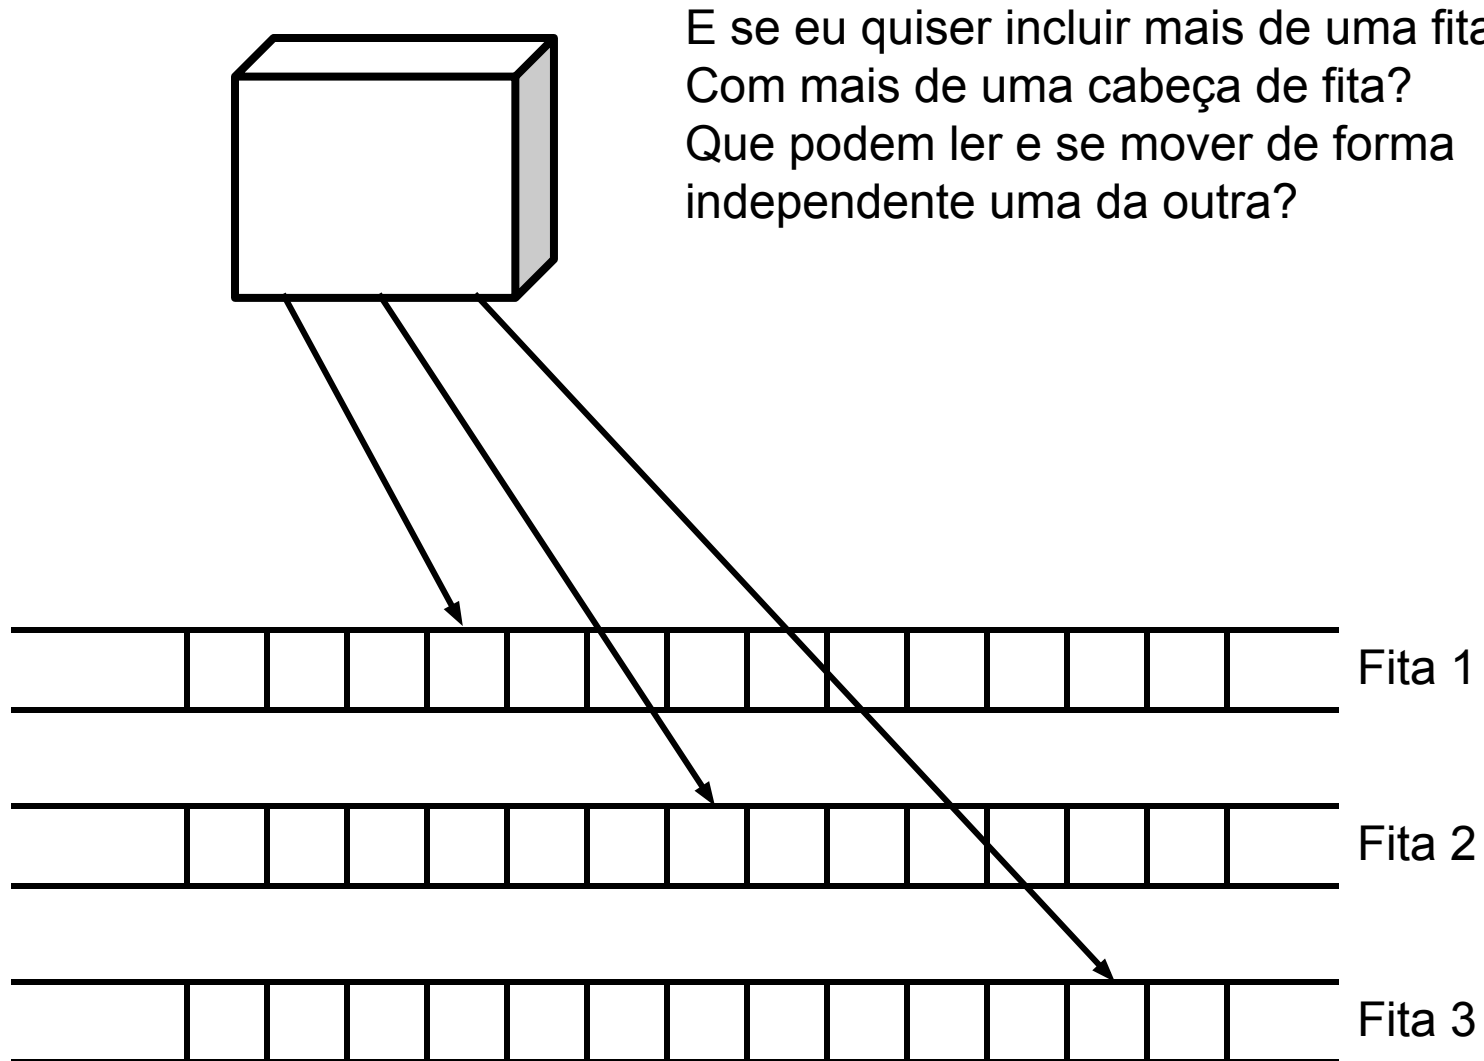 E se eu quiser incluir mais de uma fita
Com mais de uma cabeça de fita?
Que podem ler e se mover de forma
independente uma da outra?
Fita 1
Fita 2
Fita 3